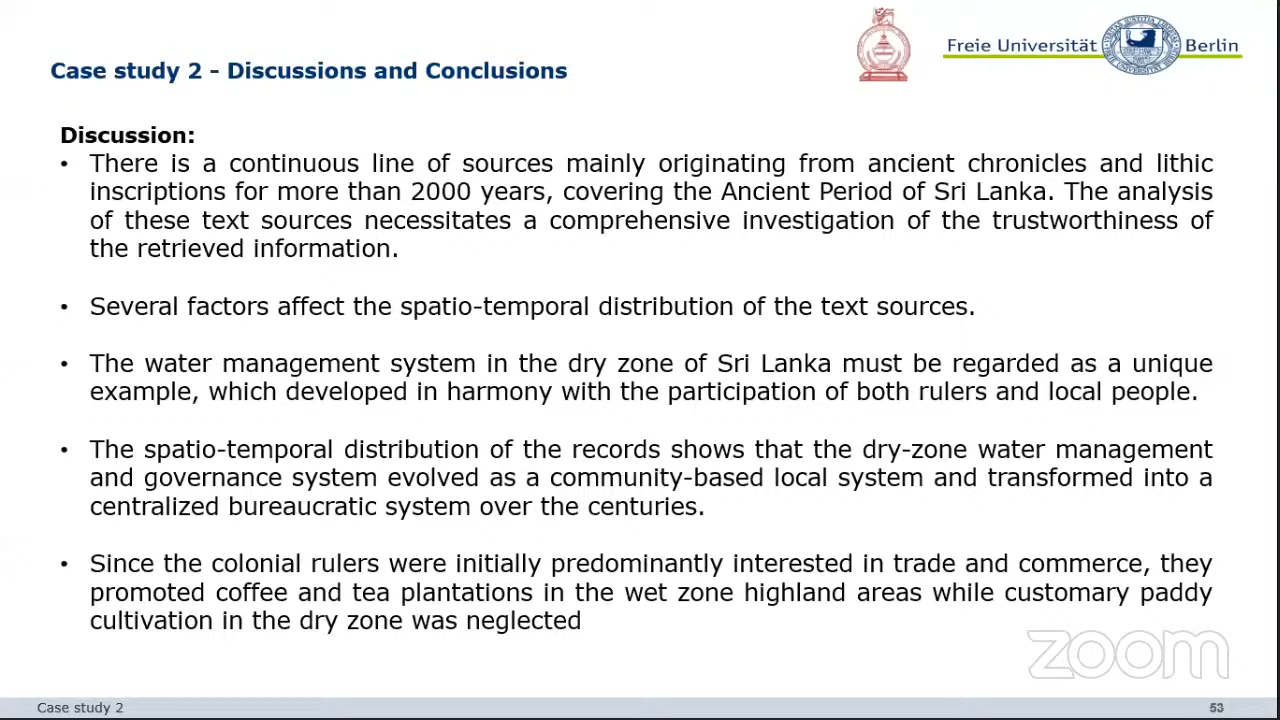 Freie Universität Berlin
Case study 2 - Discussions and Conclusions
Discussion:
• There is a continuous line of sources mainly originating from ancient chronicles and lithic
inscriptions for more than 2000 years, covering the Ancient Period of Sri Lanka. The analysis
of these text sources necessitates a comprehensive investigation of the trustworthiness of
the retrieved information.
• Several factors affect the spatio-temporal distribution of the text sources.
• The water management system in the dry zone of Sri Lanka must be regarded as a unique
example, which developed in harmony with the participation of both rulers and local people.
• The spatio-temporal distribution of the records shows that the dry-zone water management
and governance system evolved as a community-based local system and transformed into a
centralized bureaucratic system over the centuries.
• Since the colonial rulers were initially predominantly interested in trade and commerce, they
promoted coffee and tea plantations in the wet zone highland areas while customary paddy
cultivation in the dry zone was neglected
zoom
Case study 2
53